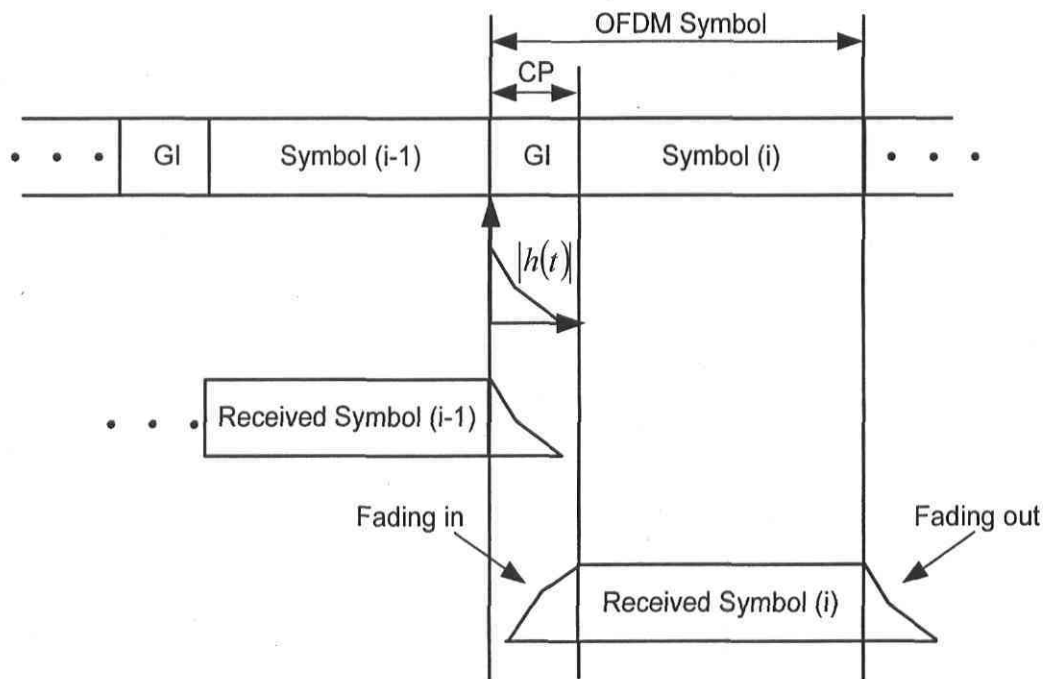 OFDM Symbol
CP
• • • GI Symbol (i-1) GI Symbol (i) • • •
|h(t)|
• • • Received Symbol (i-1)
Fading in Fading out
Received Symbol (i)